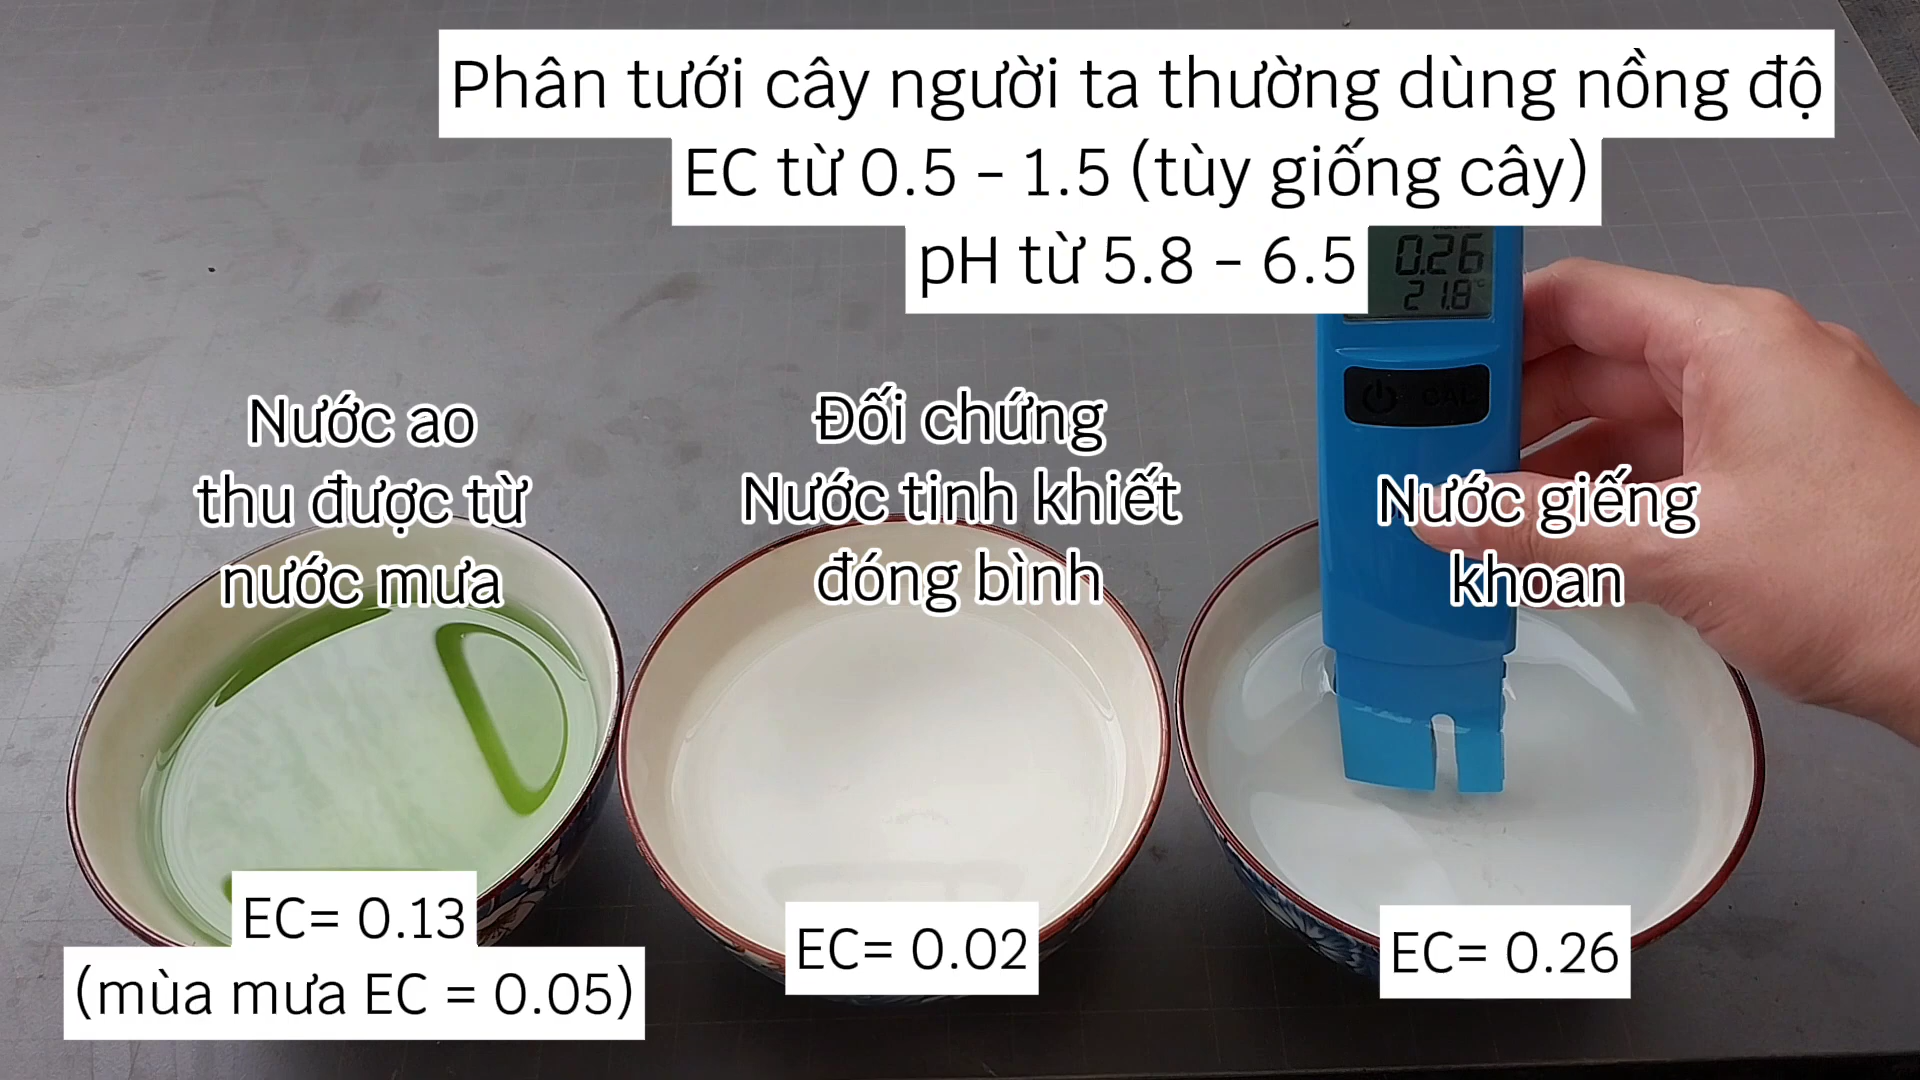 Phân tưới cây người ta thường dùng nồng độ
EC từ 0.5 - 1.5 (tùy giống cây)
pH từ 5.8 - 6.5
0.26
21.8°C
CAL
Nước ao
thu được từ
nước mưa
Đối chứng
Nước tinh khiết
đóng bình
Nước giếng
khoan
EC= 0.13
(mùa mưa EC = 0.05)
EC= 0.02
EC= 0.26